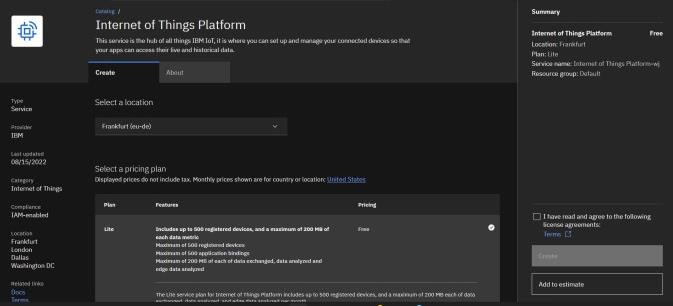 Catalog /
Internet of Things Platform
This service is the hub of all things IBM IoT, it is where you can set up and manage your connected devices so that
your apps can access their live and historical data.
Create
About
Type
Service
Provider
IBM
Last updated
08/15/2022
Category
Internet of Things
Compliance
IAM-enabled
Location
Frankfurt
London
Dallas
Washington DC
Related links
Docs
Terms
Select a location
Frankfurt (eu-de)
Select a pricing plan
Displayed prices do not include tax. Monthly prices shown are for country or location: United States
Plan
Features
Pricing
Lite
Includes up to 500 registered devices, and a maximum of 200 MB of
each data metric
Maximum of 500 registered devices
Maximum of 500 application bindings
Maximum of 200 MB of each of data exchanged, data analyzed and
edge data analyzed
Free
The Lite service plan for Internet of Things Platform includes up to 500 registered devices, and a maximum of 200 MB each of data
exchanged, data analyzed, and edge data analyzed per month.
Summary
Internet of Things Platform Free
Location: Frankfurt
Plan: Lite
Service name: Internet of Things Platform-wj
Resource group: Default
I have read and agree to the following
license agreements:
Terms
Create
Add to estimate